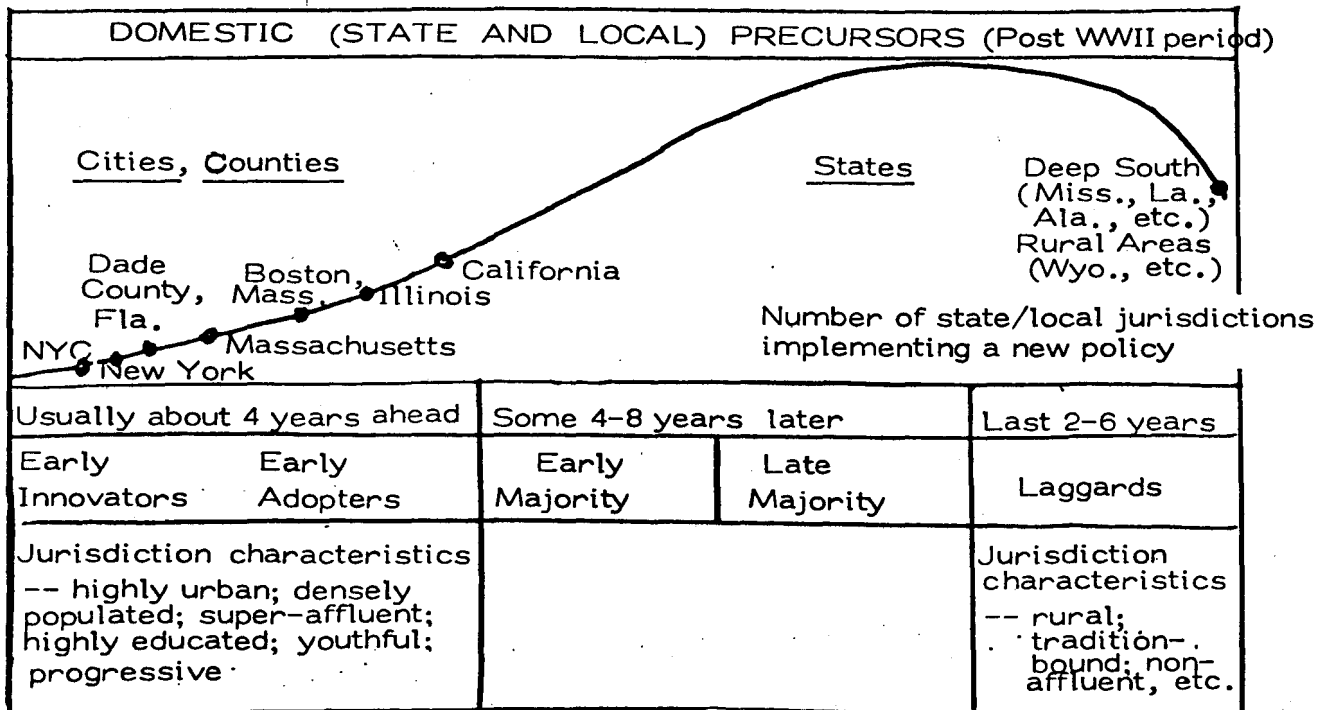 DOMESTIC (STATE AND LOCAL) PRECURSORS (Post WWII period)
Cities, Counties
States
Deep South
(Miss., La.,
Ala., etc.)
Rural Areas
(Wyo., etc.)
Dade
County,
Fla.
Boston,
Mass.
California
Illinois
Massachusetts
NYC
New York
Number of state/local jurisdictions
implementing a new policy
Usually about 4 years ahead
Some 4-8 years later
Last 2-6 years
Early
Innovators
Early
Adopters
Early
Majority
Late
Majority
Laggards
Jurisdiction characteristics
-- highly urban; densely
populated; super-affluent;
highly educated; youthful;
progressive
Jurisdiction
characteristics
-- rural;
tradition-
bound; non-
affluent, etc.